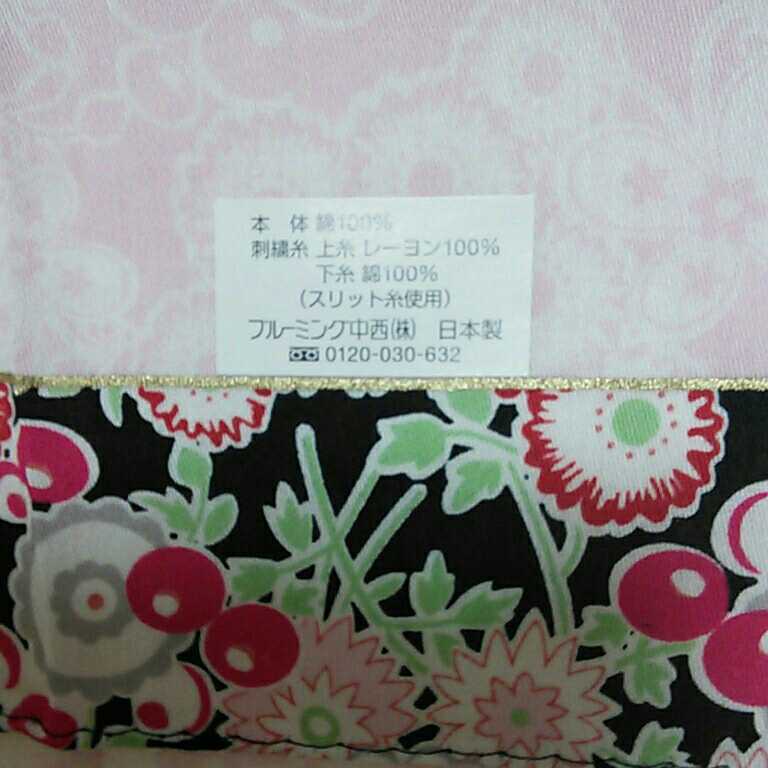 本　体 綿100%
刺繍糸 上糸 レーヨン100%
下糸 綿100%
（スリット糸使用）
ブルーミング中西㈱　日本製
0120-030-632